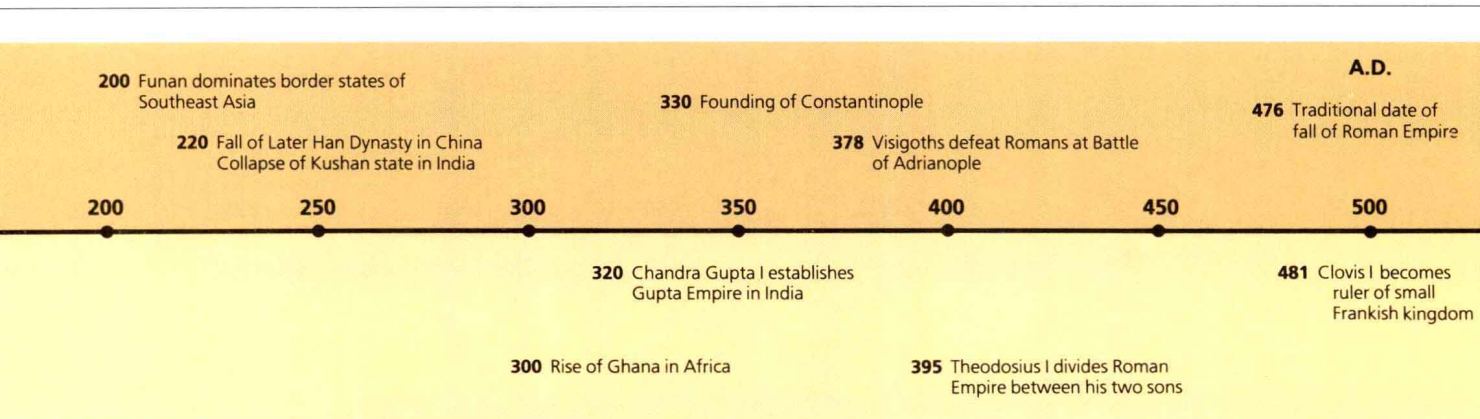 A.D.
200 Funan dominates border states of
Southeast Asia
330 Founding of Constantinople
476 Traditional date of
fall of Roman Empire
220 Fall of Later Han Dynasty in China
Collapse of Kushan state in India
378 Visigoths defeat Romans at Battle
of Adrianople
200 250 300 350 400 450 500
320 Chandra Gupta I establishes
Gupta Empire in India
481 Clovis I becomes
ruler of small
Frankish kingdom
300 Rise of Ghana in Africa
395 Theodosius I divides Roman
Empire between his two sons